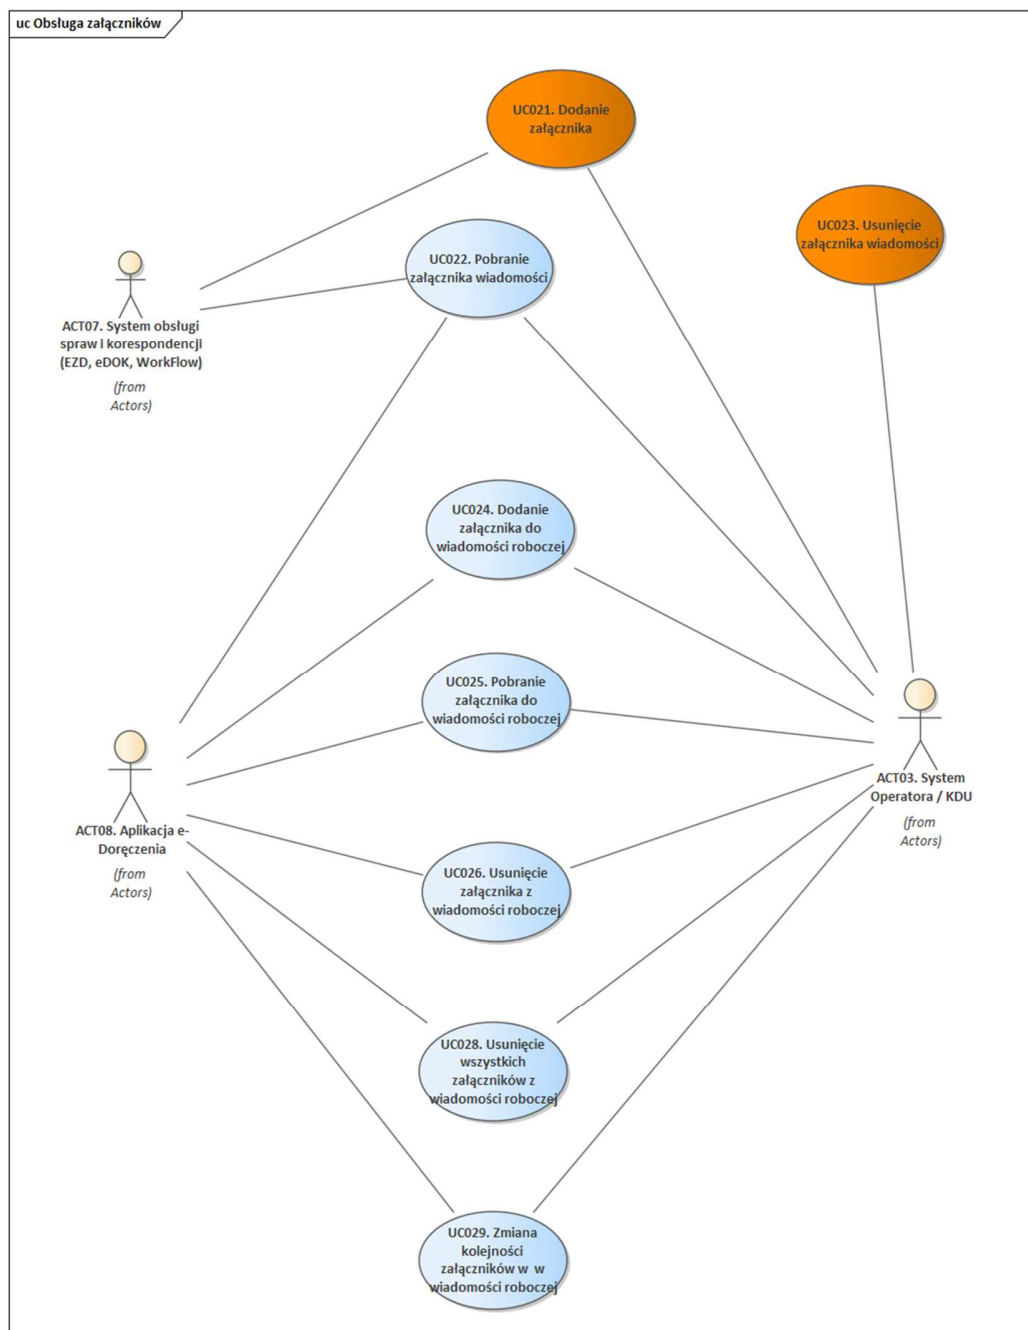 uc Obsługa załączników
UC021. Dodanie
załącznika
UC023. Usunięcie
załącznika wiadomości
UC022. Pobranie
załącznika wiadomości
ACT07. System obsługi
spraw i korespondencji
(EZD, eDOK, WorkFlow)
(from
Actors)
UC024. Dodanie
załącznika do
wiadomości roboczej
UC025. Pobranie
załącznika do
wiadomości roboczej
ACT03. System
Operatora / KDU
(from
Actors)
ACT08. Aplikacja e-
Doręczenia
(from
Actors)
UC026. Usunięcie
załącznika z
wiadomości roboczej
UC028. Usunięcie
wszystkich
załączników z
wiadomości roboczej
UC029. Zmiana
kolejności
załączników w  w
wiadomości roboczej